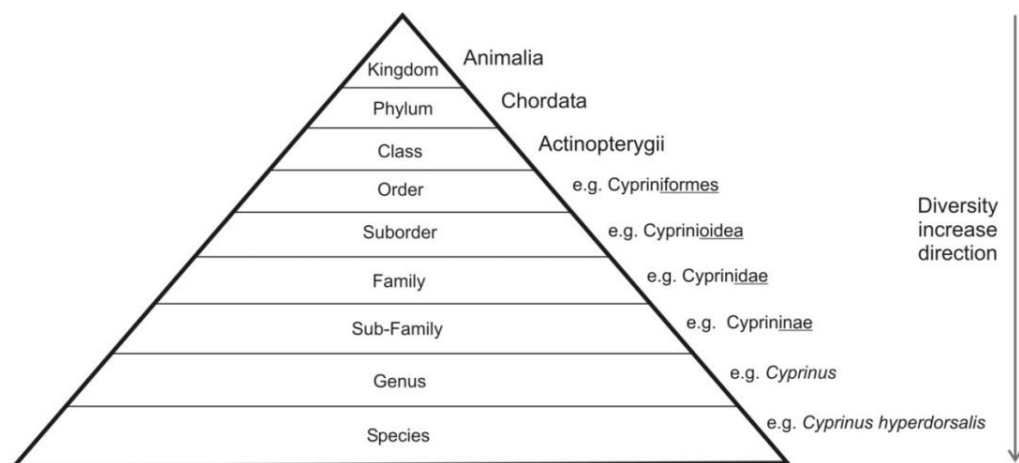 Kingdom
Animalia
Phylum
Chordata
Class
Actinopterygii
Order
e.g. Cypriniformes
Suborder
e.g. Cyprinioidea
Family
e.g. Cyprinidae
Sub-Family
e.g. Cyprininae
Genus
e.g. Cyprinus
Species
e.g. Cyprinus hyperdorsalis
Diversity
increase
direction